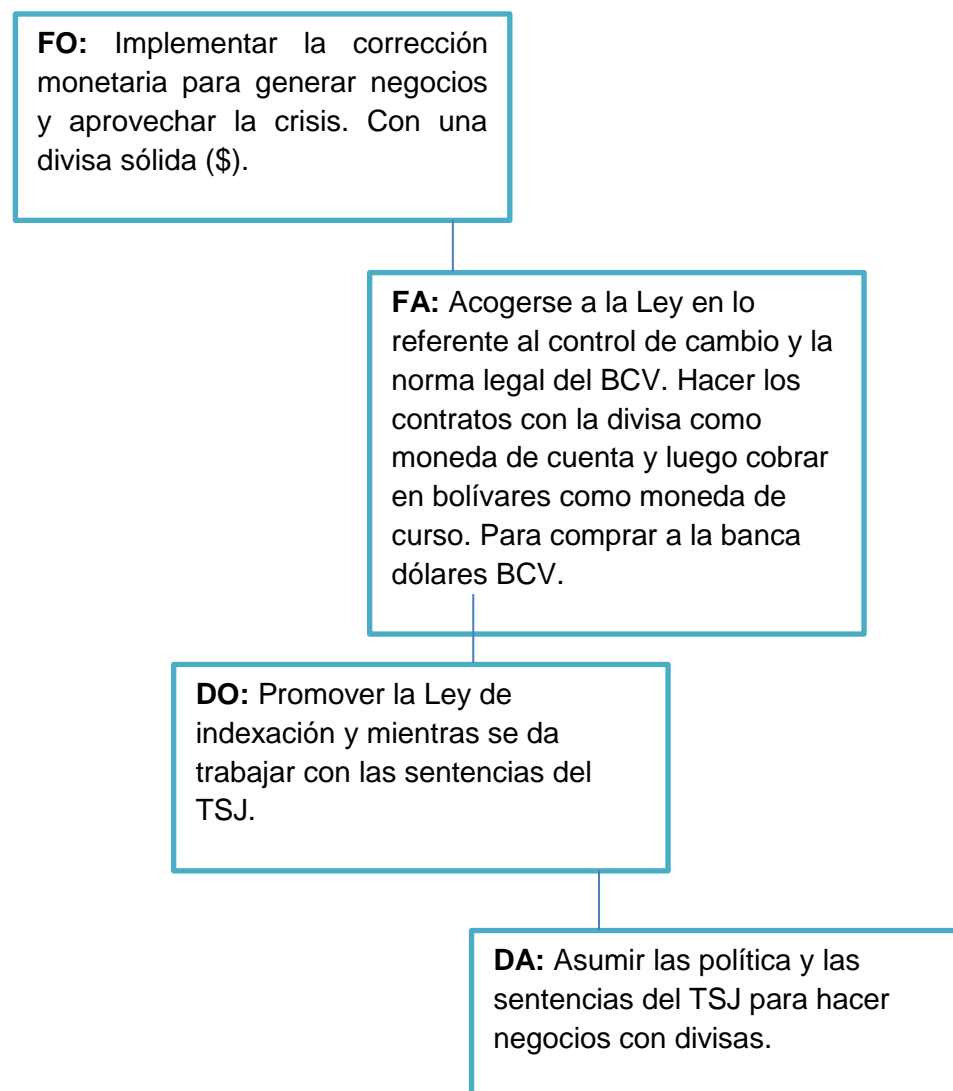 FO: Implementar la corrección
monetaria para generar negocios
y aprovechar la crisis. Con una
divisa sólida ($).
FA: Acogerse a la Ley en lo
referente al control de cambio y la
norma legal del BCV. Hacer los
contratos con la divisa como
moneda de cuenta y luego cobrar
en bolívares como moneda de
curso. Para comprar a la banca
dólares BCV.
DO: Promover la Ley de
indexación y mientras se da
trabajar con las sentencias del
TSJ.
DA: Asumir las política y las
sentencias del TSJ para hacer
negocios con divisas.